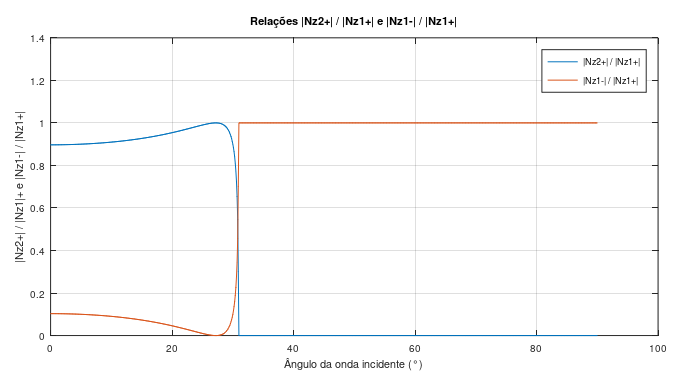 Relações |Nz2+| / |Nz1+| e |Nz1-| / |Nz1+|
|Nz2+| / |Nz1+|
|Nz1-| / |Nz1+|
|Nz2+| / |Nz1|+ e |Nz1-| / |Nz1+|
1.4
1.2
1
0.8
0.6
0.4
0.2
0
0 20 40 60 80 100
Ângulo da onda incidente (°)